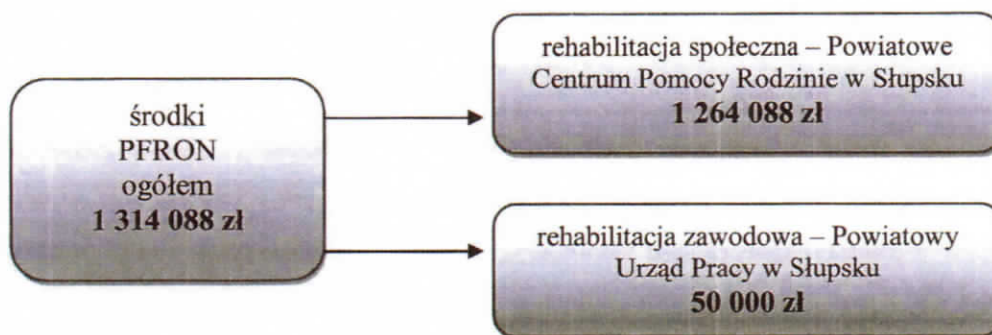 środki
PFRON
ogółem
1 314 088 zł
rehabilitacja społeczna – Powiatowe
Centrum Pomocy Rodzinie w Słupsku
1 264 088 zł
rehabilitacja zawodowa – Powiatowy
Urząd Pracy w Słupsku
50 000 zł